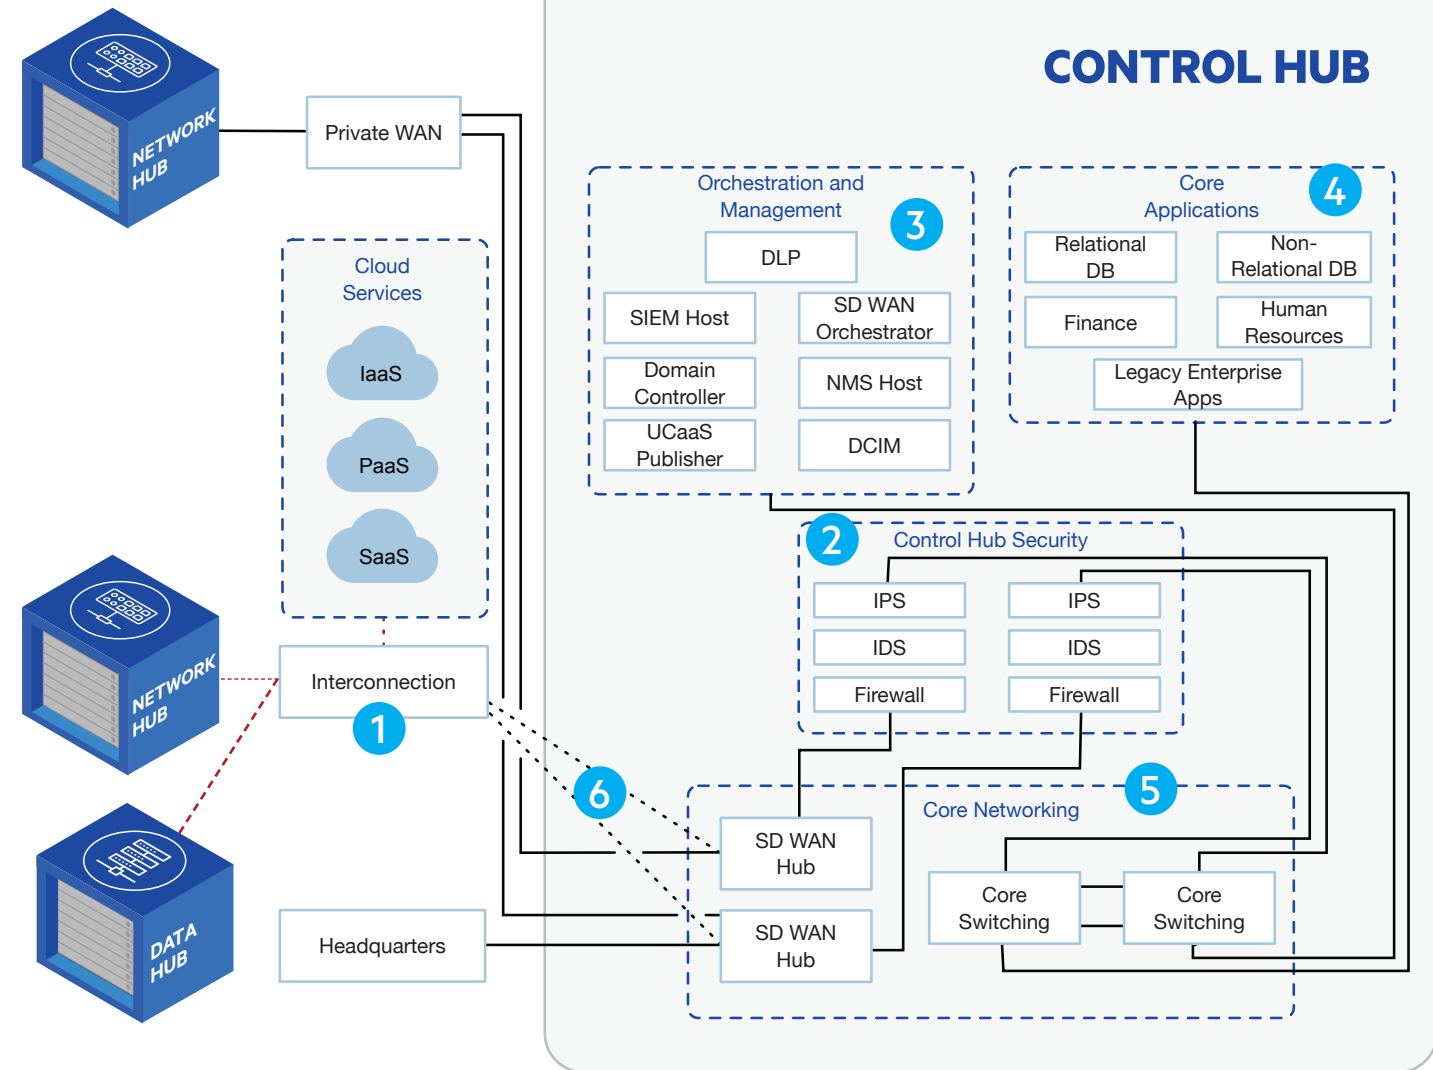 CONTROL HUB
NETWORK
HUB
Private WAN
Orchestration and
Management
3
DLP
SIEM Host
SD WAN
Orchestrator
Domain
Controller
NMS Host
UCaaS
Publisher
DCIM
Core
Applications
4
Relational
DB
Non-
Relational DB
Finance
Human
Resources
Legacy Enterprise
Apps
Cloud
Services
IaaS
PaaS
SaaS
2
Control Hub Security
IPS
IPS
IDS
IDS
Firewall
Firewall
NETWORK
HUB
Interconnection
1
6
5
Core Networking
SD WAN
Hub
Core
Switching
Core
Switching
DATA
HUB
Headquarters
SD WAN
Hub